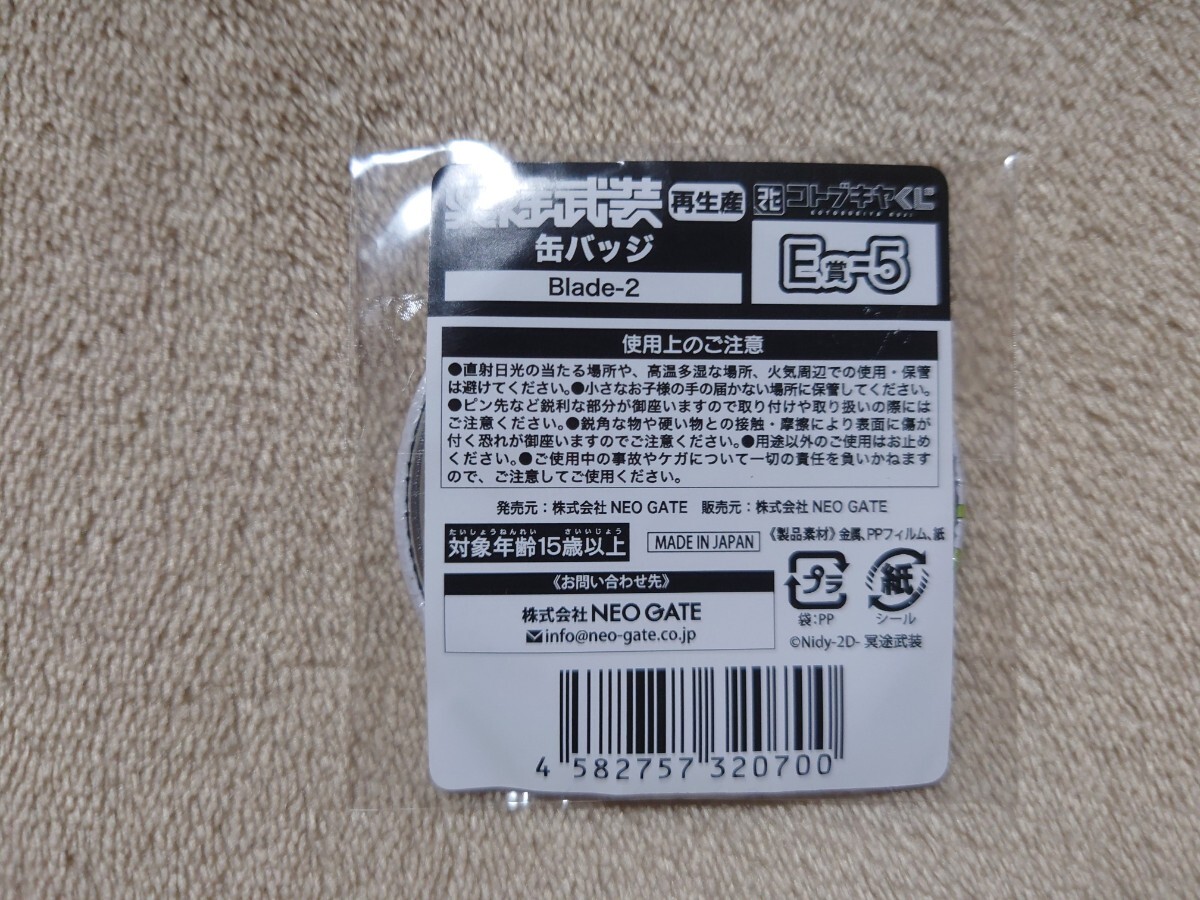 冥途武装 再生産 コトブキヤくじ
KOTOBUKIYA KUJI
缶バッジ
Blade-2
E賞-5
使用上のご注意
●直射日光の当たる場所や、高温多湿な場所、火気周辺での使用・保管
は避けてください。●小さなお子様の手の届かない場所に保管してください。
●ピン先など鋭利な部分が御座いますので取り付けや取り扱いの際には
ご注意ください。●鋭角な物や硬い物との接触・摩擦により表面に傷が
付く恐れが御座いますのでご注意ください。●用途以外のご使用はお止め
ください。●ご使用中の事故やケガについて一切の責任を負いかねます
ので、ご注意してご使用ください。
発売元：株式会社 NEO GATE 販売元：株式会社 NEO GATE
たいしょうねんれい さいいじょう
対象年齢15歳以上
MADE IN JAPAN
《製品素材》金属、PPフィルム、紙
《お問い合わせ先》
株式会社 NEO GATE
info@neo-gate.co.jp
プラ
袋：PP
紙
シール
©Nidy-2D- 冥途武装
4 582757 320700